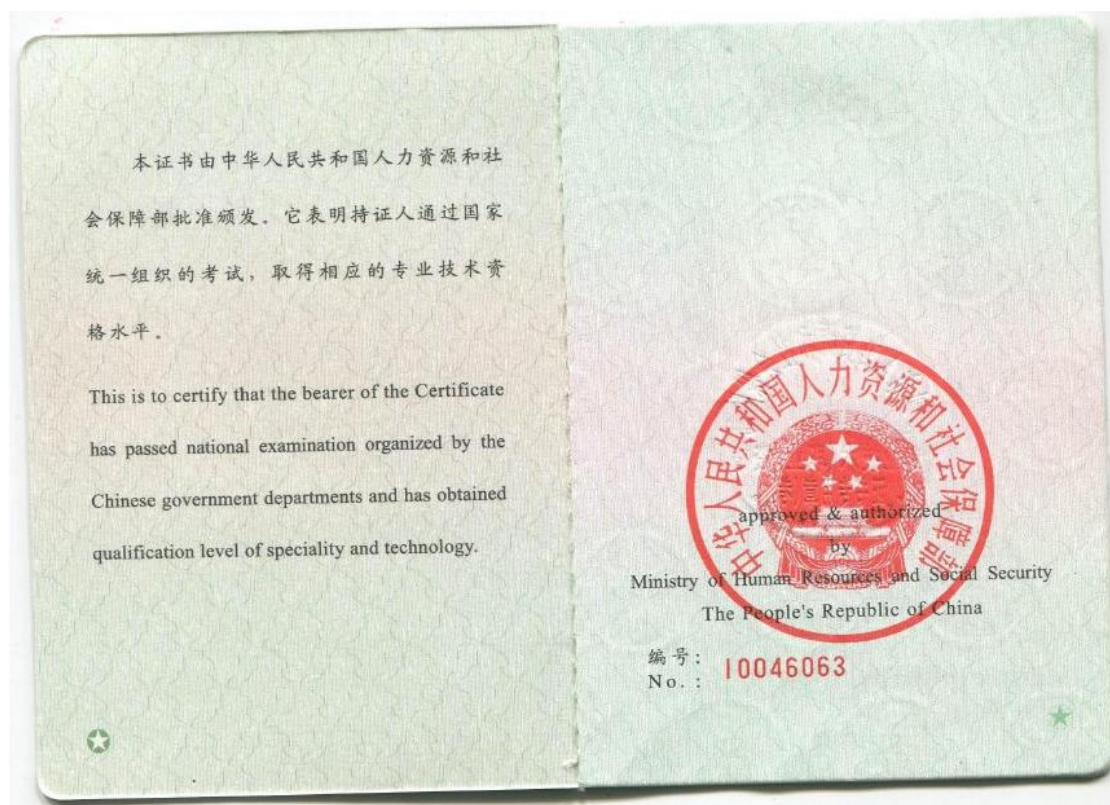 本证书由中华人民共和国人力资源和社
会保障部批准颁发。它表明持证人通过国家
统一组织的考试，取得相应的专业技术资
格水平。
This is to certify that the bearer of the Certificate
has passed national examination organized by the
Chinese government departments and has obtained
qualification level of speciality and technology.
中华人民共和国人力资源和社会保障部
approved & authorized
by
Ministry of Human Resources and Social Security
The People's Republic of China
编号：
No. :
10046063